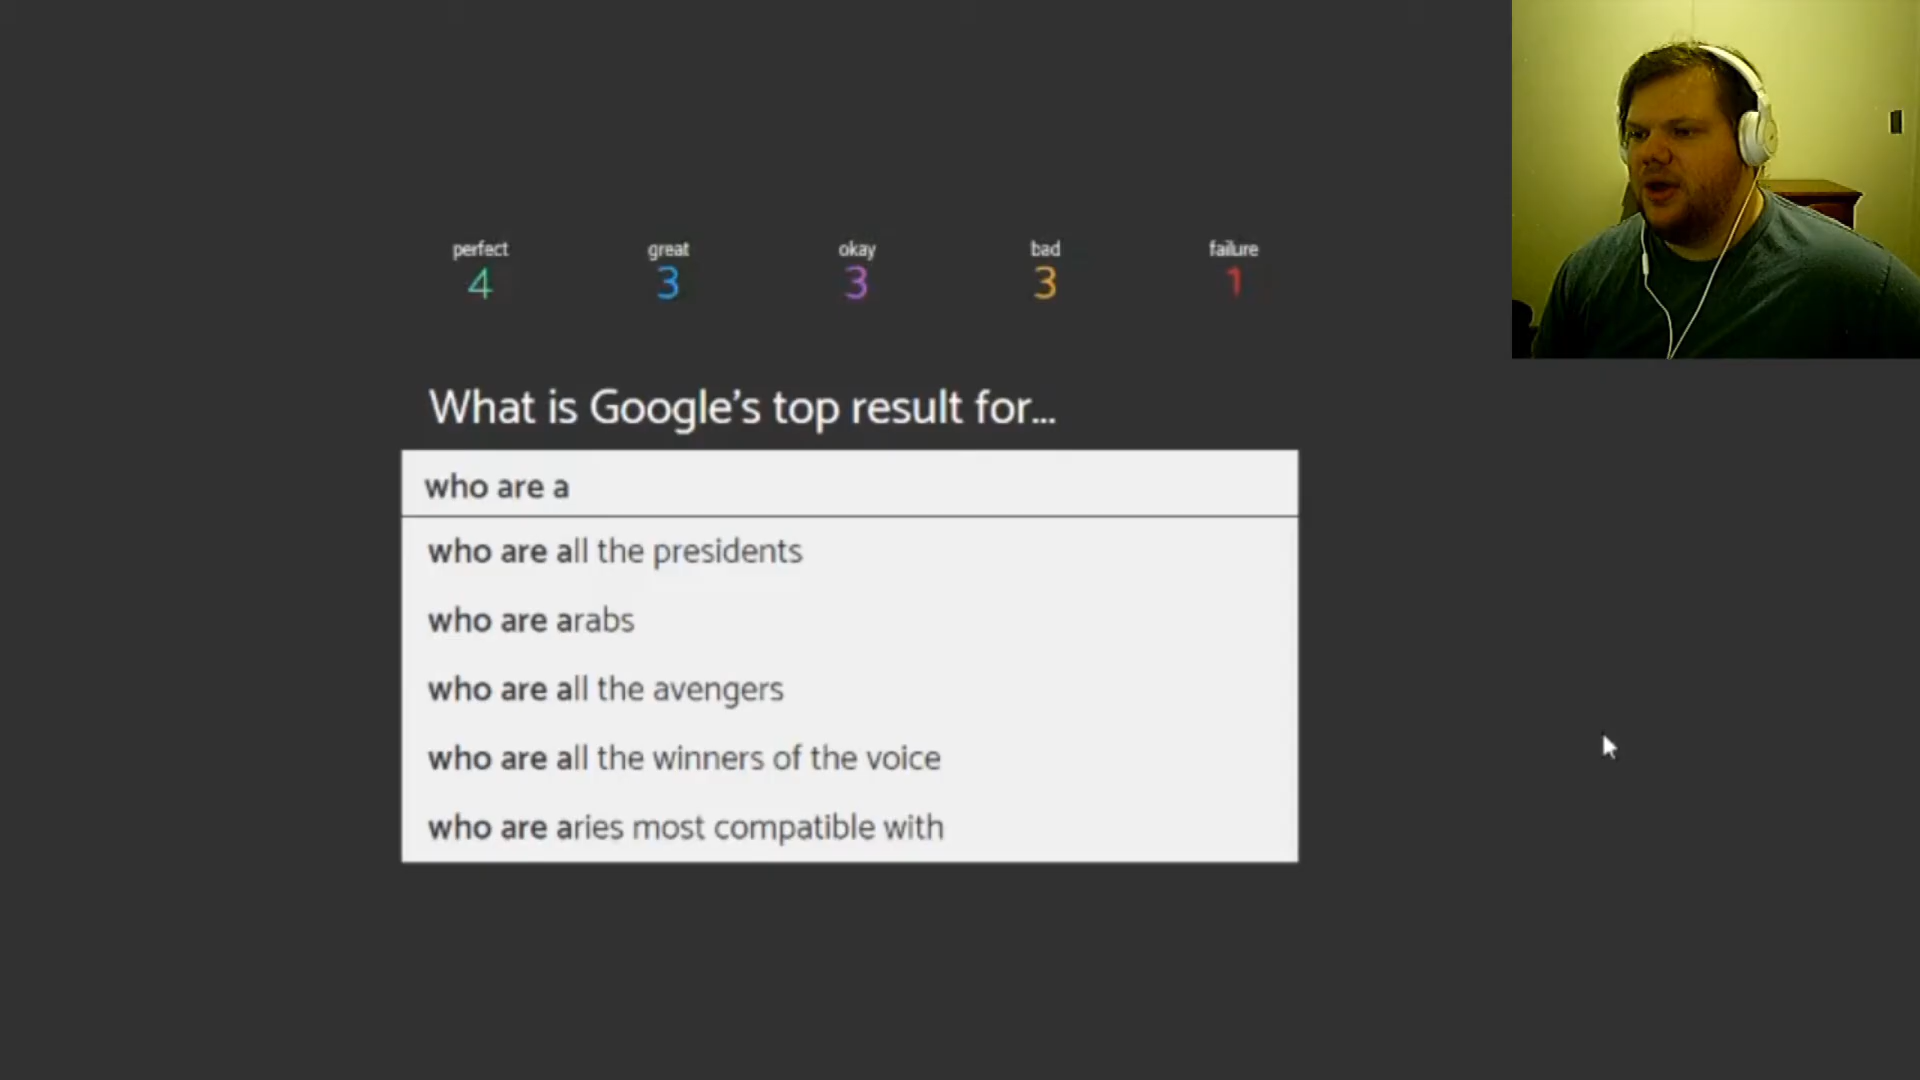 perfect great okay bad failure
4 3 3 3 1
What is Google's top result for...
who are a
who are all the presidents
who are arabs
who are all the avengers
who are all the winners of the voice
who are aries most compatible with